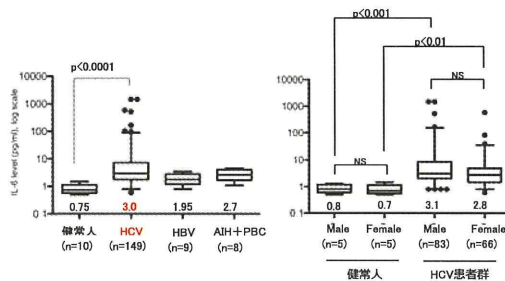 p<0.0001
IL-6 level (pg/ml), log scale
10000
1000
100
10
1
0.1
0.75
3.0
1.95
2.7
健常人
HCV
HBV
AIH+PBC
(n=10)
(n=149)
(n=9)
(n=8)
p<0.001
p<0.01
NS
NS
10000
1000
100
10
1
0.1
0.8
0.7
3.1
2.8
Male
Female
Male
Female
(n=5)
(n=5)
(n=83)
(n=66)
健常人
HCV患者群